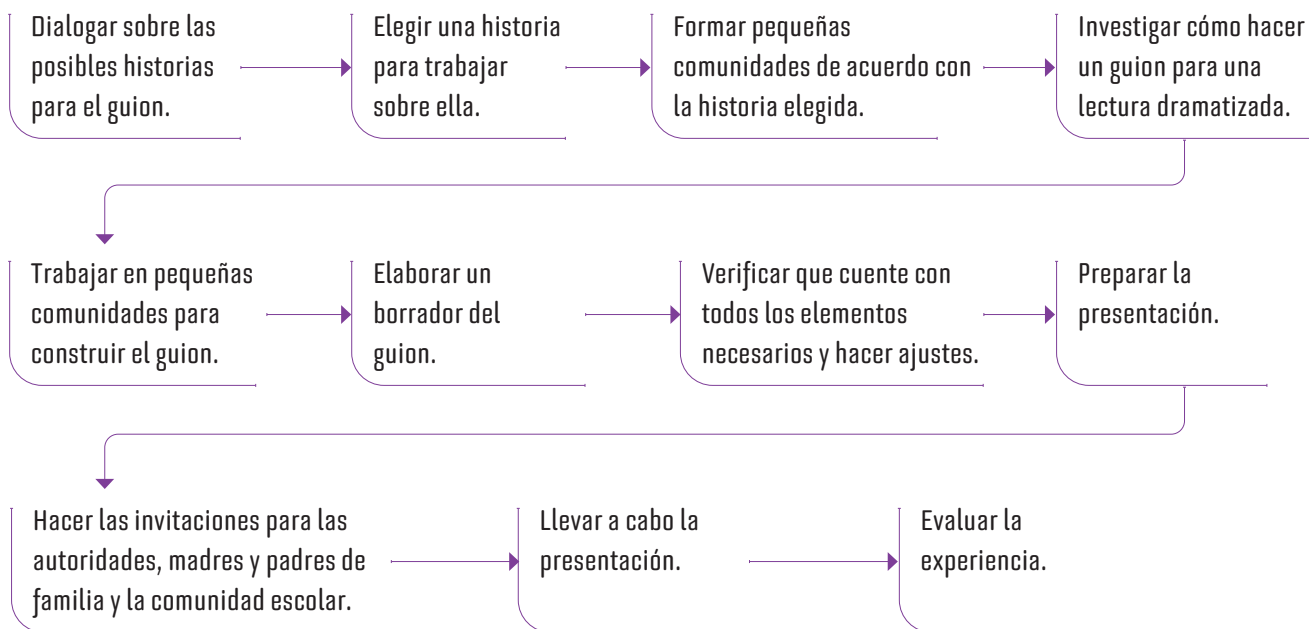 Dialogar sobre las
posibles historias
para el guion.
Elegir una historia
para trabajar
sobre ella.
Formar pequeñas
comunidades de acuerdo con
la historia elegida.
Investigar cómo hacer
un guion para una
lectura dramatizada.
Trabajar en pequeñas
comunidades para
construir el guion.
Elaborar un
borrador del
guion.
Verificar que cuente con
todos los elementos
necesarios y hacer ajustes.
Preparar la
presentación.
Hacer las invitaciones para las
autoridades, madres y padres de
familia y la comunidad escolar.
Llevar a cabo la
presentación.
Evaluar la
experiencia.